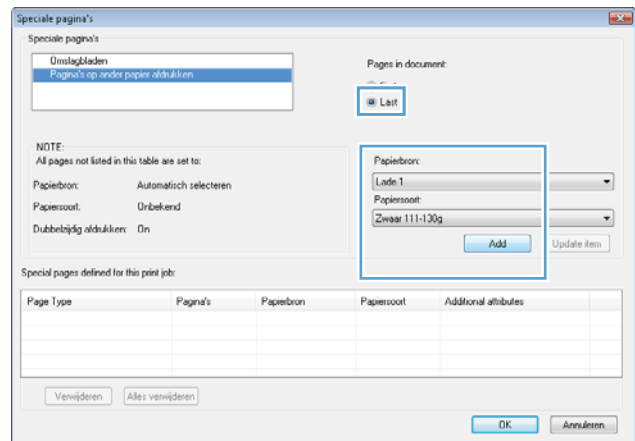 Speciale pagina's
Speciale pagina's
Omslagbladen
Pagina's op ander papier afdrukken
Pages in document:
Last
NOTE:
All pages not listed in this table are set to:
Papierbron: Automatisch selecteren
Papiersoort: Onbekend
Dubbelzijdig afdrukken: On
Papierbron:
Lade 1
Papiersoort:
Zwaar 111-130g
Add Update item
Special pages defined for this print job:
Page Type Pagina's Papierbron Papiersoort Additional attributes
Verwijderen Alles verwijderen
OK Annuleren